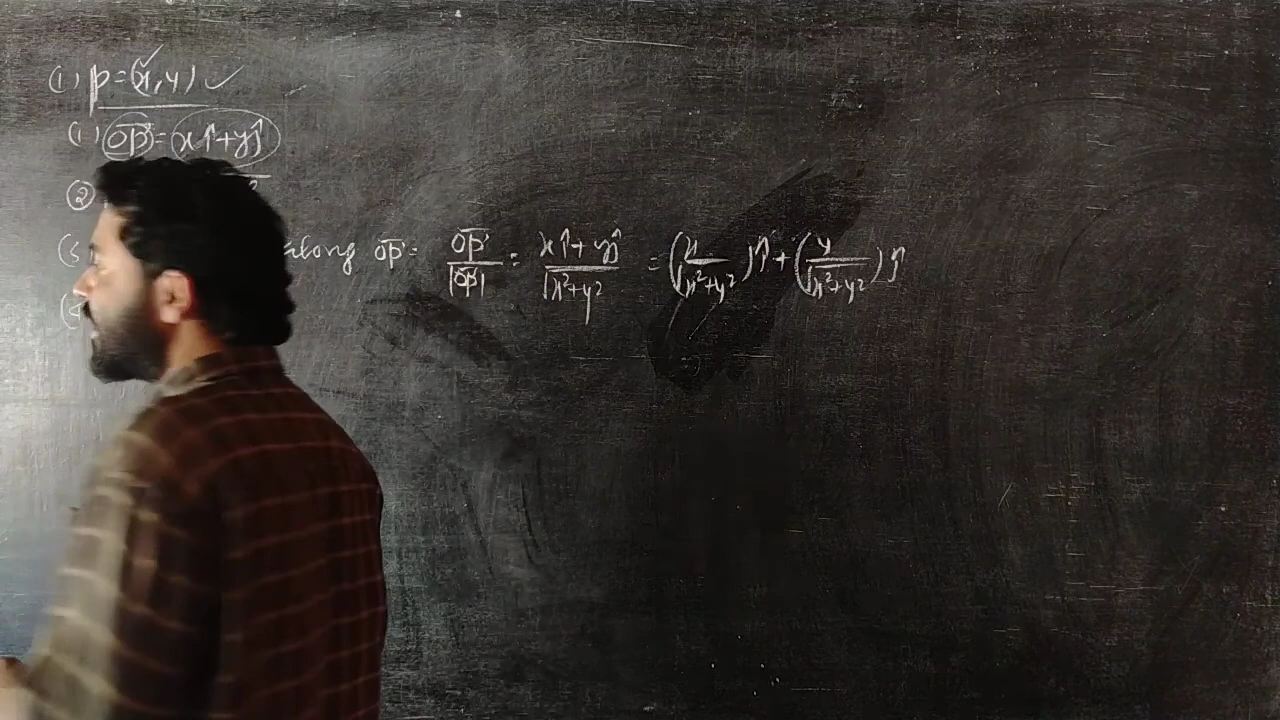 (1) P=(x,y) ✓
(1) OP⃗ = xî+yĵ
②
(3 along OP⃗ = OP⃗/|OP⃗| = (xî+yĵ)/√x²+y² = (x/√x²+y²)î + (y/√x²+y²)ĵ
(4